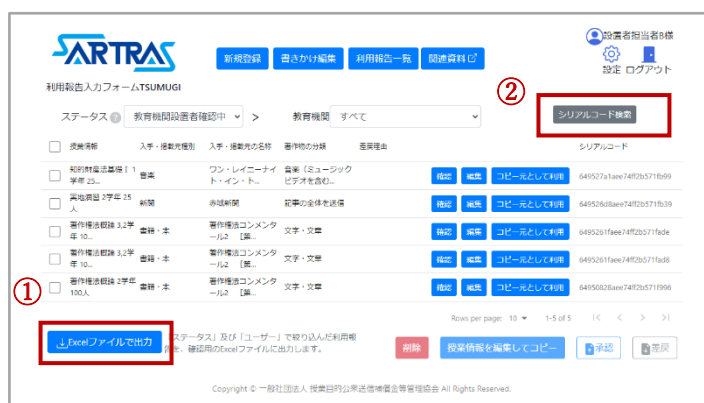 SARTRAS
新規登録 書きかけ編集 利用報告一覧 関連資料
設置者担当者B様
設定 ログアウト
利用報告入力フォームTSUMUGI
②
ステータス 教育機関設置者確認中 > 教育機関 すべて
シリアルコード検索
授業情報 入手・掲載元種別 入手・掲載元の名称 著作物の分類 差戻理由 シリアルコード
知的財産法基礎Ⅰ 1学年 25... 音楽 ワン・レイニーナイト・イン・ト... 音楽（ミュージックビデオを含む... 確認 編集 コピー元として利用 649527a1aee74ff2b571fb99
実地演習 2学年 25人 新聞 赤城新聞 記事の全体を送信 確認 編集 コピー元として利用 649526d8aee74ff2b571fb39
著作権法概論 3,2学年 10... 書籍・本 著作権法コンメンタール2 [第... 文字・文章 確認 編集 コピー元として利用 6495261faee74ff2b571fade
著作権法概論 3,2学年 10... 書籍・本 著作権法コンメンタール2 [第... 文字・文章 確認 編集 コピー元として利用 6495261faee74ff2b571fad8
著作権法概論 2学年 100人 書籍・本 著作権法コンメンタール2 [第... 文字・文章 確認 編集 コピー元として利用 64950828aee74ff2b571f996
①
Rows per page: 10 1-5 of 5
Excelファイルで出力
ステータス」及び「ユーザー」で絞り込んだ利用報
を、確認用のExcelファイルに出力します。
削除 授業情報を編集してコピー 承認 差戻
Copyright © 一般社団法人 授業目的公衆送信補償金等管理協会 All Rights Reserved.